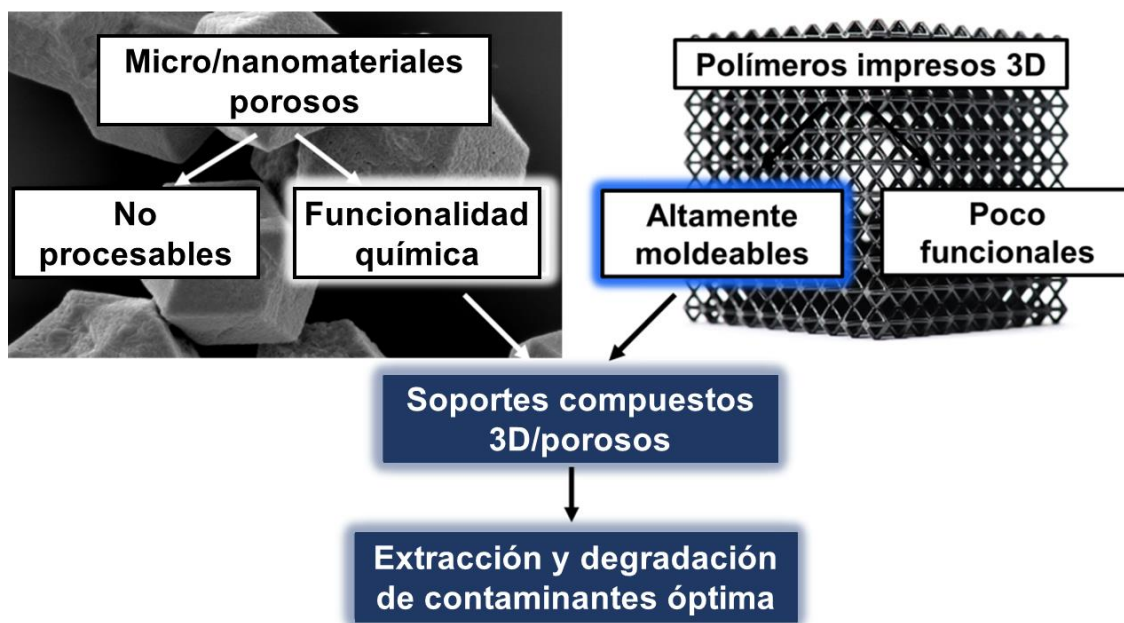 Micro/nanomateriales
porosos
Polímeros impresos 3D
No
procesables
Funcionalidad
química
Altamente
moldeables
Poco
funcionales
Soportes compuestos
3D/porosos
Extracción y degradación
de contaminantes óptima